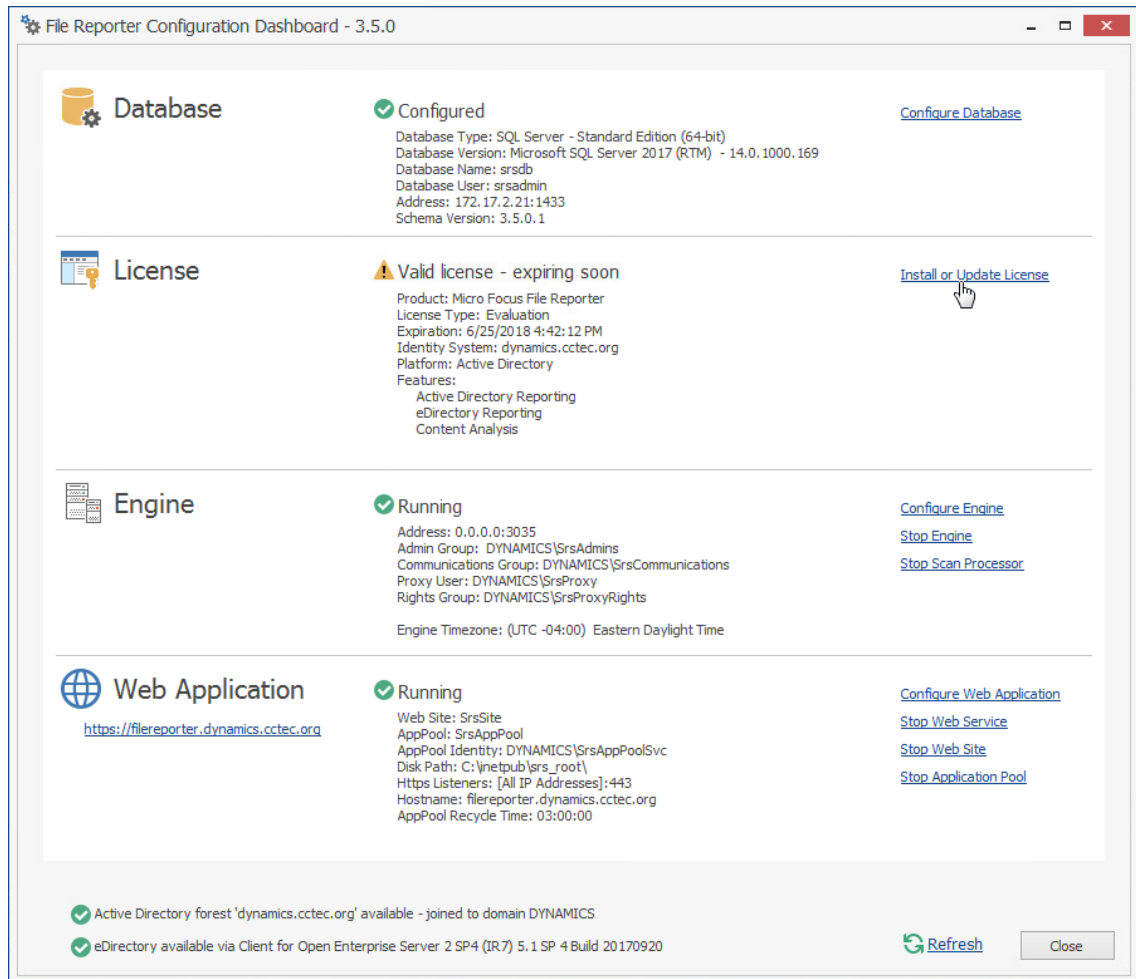 File Reporter Configuration Dashboard - 3.5.0
Database
Configured
Configure Database
Database Type: SQL Server - Standard Edition (64-bit)
Database Version: Microsoft SQL Server 2017 (RTM)  - 14.0.1000.169
Database Name: srsdb
Database User: srsadmin
Address: 172.17.2.21:1433
Schema Version: 3.5.0.1
License
Valid license - expiring soon
Install or Update License
Product: Micro Focus File Reporter
License Type:  Evaluation
Expiration: 6/25/2018 4:42:12 PM
Identity System: dynamics.cctec.org
Platform: Active Directory
Features:
Active Directory Reporting
eDirectory Reporting
Content Analysis
Engine
Running
Configure Engine
Address: 0.0.0.0:3035
Stop Engine
Admin Group:  DYNAMICS\SrsAdmins
Communications Group: DYNAMICS\SrsCommunications
Stop Scan Processor
Proxy User: DYNAMICS\SrsProxy
Rights Group: DYNAMICS\SrsProxyRights
Engine Timezone: (UTC -04:00)  Eastern Daylight Time
Web Application
Running
Configure Web Application
https://filereporter.dynamics.cctec.org
Web Site: SrsSite
Stop Web Service
AppPool: SrsAppPool
AppPool Identity: DYNAMICS\SrsAppPoolSvc
Stop Web Site
Disk Path: C:\inetpub\srs_root\
Https Listeners: [All IP Addresses]:443
Stop Application Pool
Hostname: filereporter.dynamics.cctec.org
AppPool Recycle Time: 03:00:00
Active Directory forest 'dynamics.cctec.org' available - joined to domain DYNAMICS
eDirectory available via Client for Open Enterprise Server 2 SP4 (IR7) 5.1 SP 4 Build 20170920
Refresh
Close